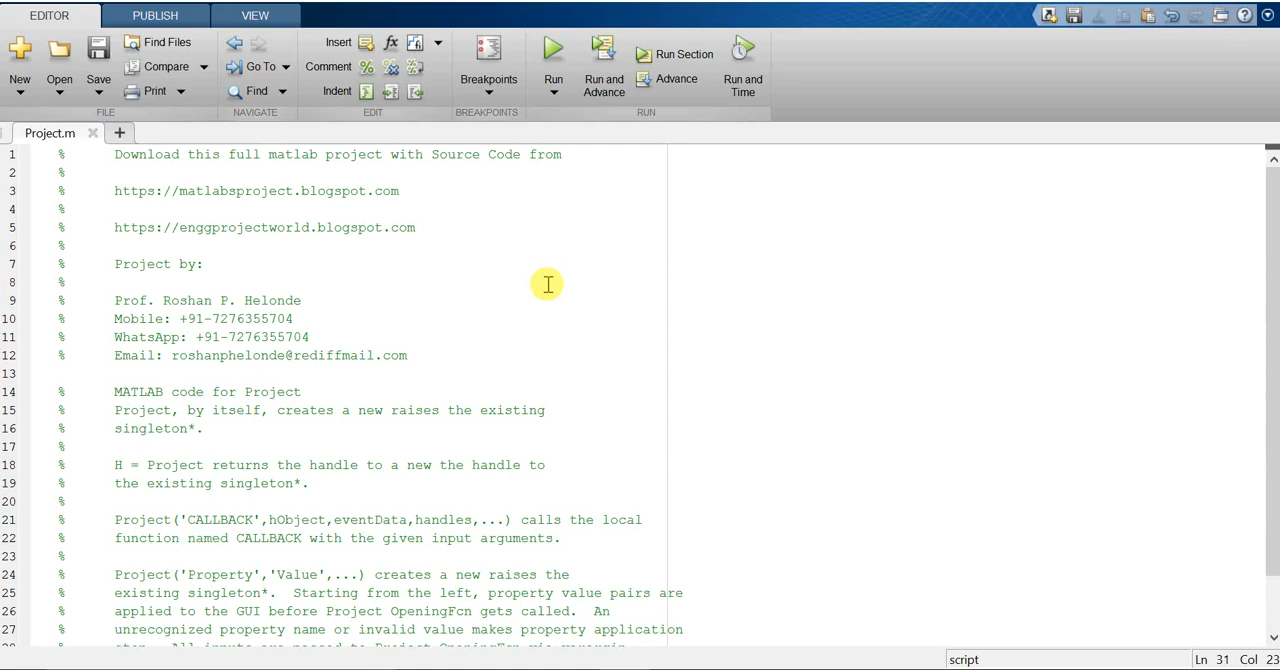 EDITOR PUBLISH VIEW
New Open Save Find Files Compare Print Go To Find Insert fx Comment Indent Breakpoints Run Run and Advance Run Section Advance Run and Time
FILE NAVIGATE EDIT BREAKPOINTS RUN
Project.m
1 % Download this full matlab project with Source Code from
2 %
3 % https://matlabsproject.blogspot.com
4 %
5 % https://enggprojectworld.blogspot.com
6 %
7 % Project by:
8 %
9 % Prof. Roshan P. Helonde
10 % Mobile: +91-7276355704
11 % WhatsApp: +91-7276355704
12 % Email: roshanphelonde@rediffmail.com
13
14 % MATLAB code for Project
15 % Project, by itself, creates a new raises the existing
16 % singleton*.
17 %
18 % H = Project returns the handle to a new the handle to
19 % the existing singleton*.
20 %
21 % Project('CALLBACK',hObject,eventData,handles,...) calls the local
22 % function named CALLBACK with the given input arguments.
23 %
24 % Project('Property','Value',...) creates a new raises the
25 % existing singleton*.  Starting from the left, property value pairs are
26 % applied to the GUI before Project OpeningFcn gets called.  An
27 % unrecognized property name or invalid value makes property application
script Ln 31 Col 23